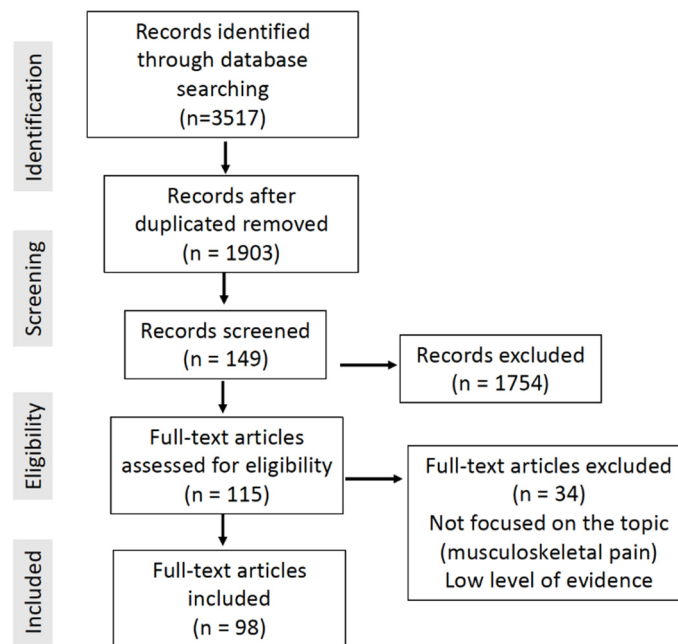 Identification
Records identified
through database
searching
(n=3517)
Records after
duplicated removed
(n = 1903)
Screening
Records screened
(n = 149)
Records excluded
(n = 1754)
Eligibility
Full-text articles
assessed for eligibility
(n = 115)
Full-text articles excluded
(n = 34)
Not focused on the topic
(musculoskeletal pain)
Low level of evidence
Included
Full-text articles
included
(n = 98)